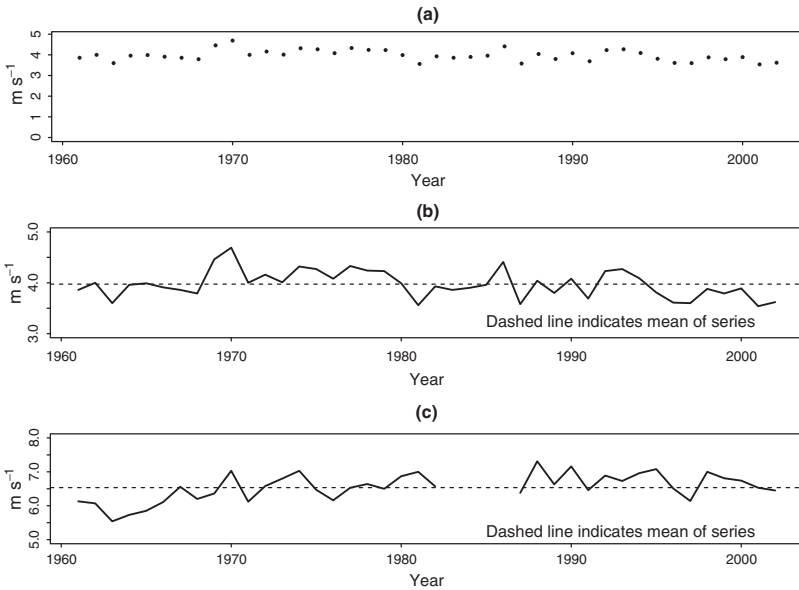 (a)
5
4
3
2
1
0
m s−1
1960 1970 1980 1990 2000
Year
(b)
5.0
4.0
3.0
m s−1
Dashed line indicates mean of series
1960 1970 1980 1990 2000
Year
(c)
8.0
7.0
6.0
5.0
m s−1
Dashed line indicates mean of series
1960 1970 1980 1990 2000
Year